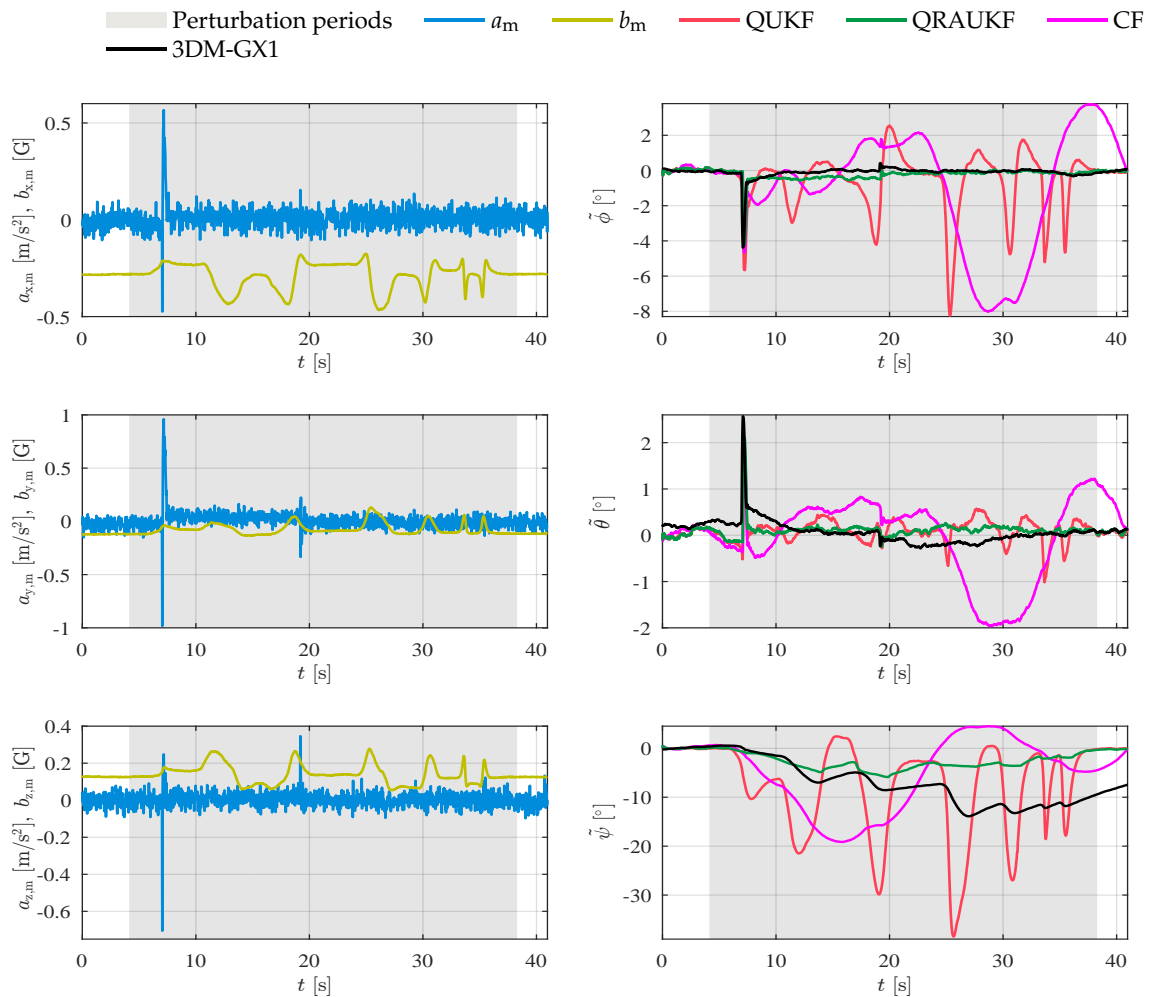 Perturbation periods a_m b_m QUKF QRAUKF CF
3DM-GX1
a_x,m [m/s²], b_x,m [G]
0.5
0
-0.5
0 10 20 30 40
t [s]
ϕ̃ [°]
2
0
-2
-4
-6
-8
0 10 20 30 40
t [s]
a_y,m [m/s²], b_y,m [G]
1
0.5
0
-0.5
-1
0 10 20 30 40
t [s]
θ̃ [°]
2
1
0
-1
-2
0 10 20 30 40
t [s]
a_z,m [m/s²], b_z,m [G]
0.4
0.2
0
-0.2
-0.4
-0.6
0 10 20 30 40
t [s]
ψ̃ [°]
0
-10
-20
-30
0 10 20 30 40
t [s]